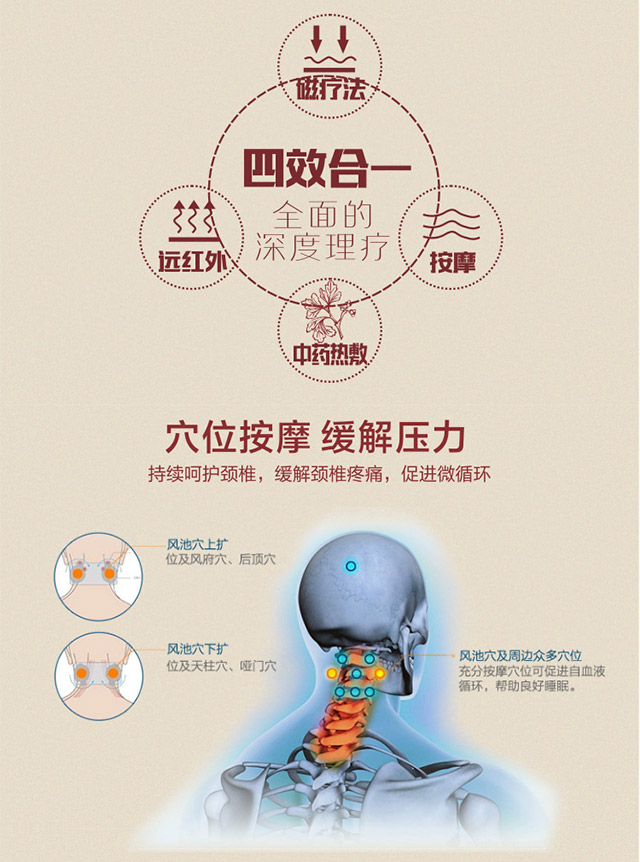 磁疗法
四效合一
全面的
深度理疗
远红外
按摩
中药热敷
穴位按摩 缓解压力
持续呵护颈椎，缓解颈椎疼痛，促进微循环
风池穴上扩
位及风府穴、后顶穴
风池穴下扩
位及天柱穴、哑门穴
风池穴及周边众多穴位
充分按摩穴位可促进自血液
循环，帮助良好睡眠。